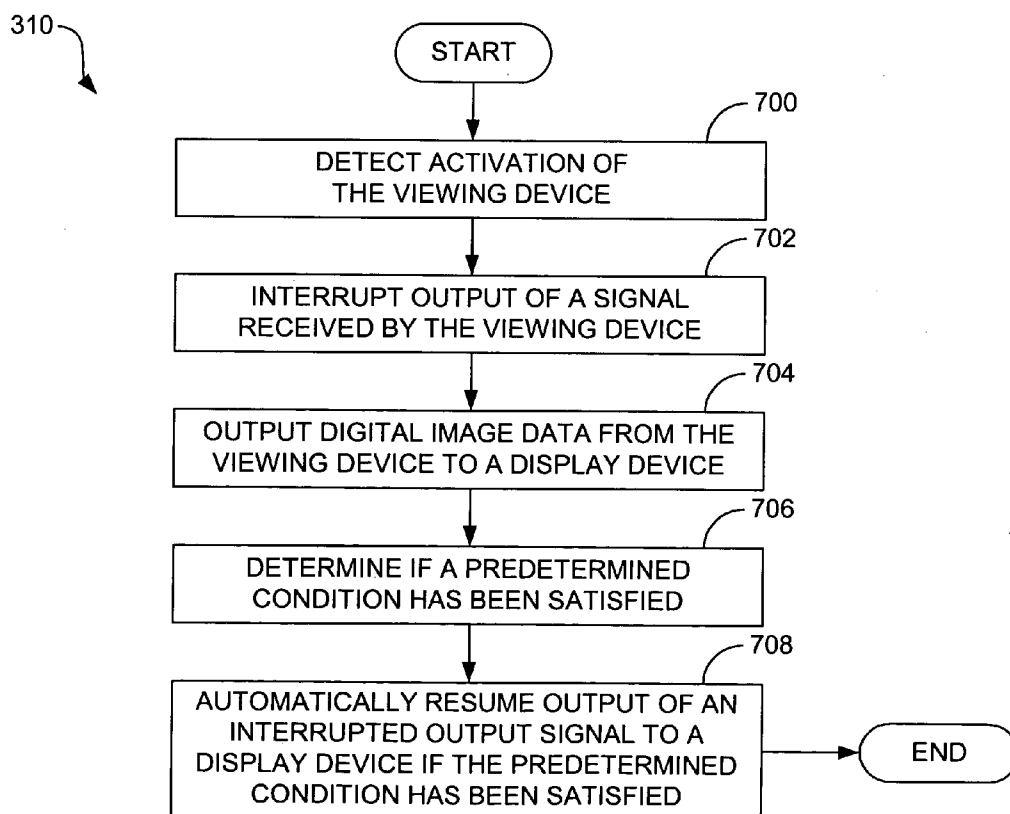 310
START
700
DETECT ACTIVATION OF
THE VIEWING DEVICE
702
INTERRUPT OUTPUT OF A SIGNAL
RECEIVED BY THE VIEWING DEVICE
704
OUTPUT DIGITAL IMAGE DATA FROM THE
VIEWING DEVICE TO A DISPLAY DEVICE
706
DETERMINE IF A PREDETERMINED
CONDITION HAS BEEN SATISFIED
708
AUTOMATICALLY RESUME OUTPUT OF AN
INTERRUPTED OUTPUT SIGNAL TO A
DISPLAY DEVICE IF THE PREDETERMINED
CONDITION HAS BEEN SATISFIED
END